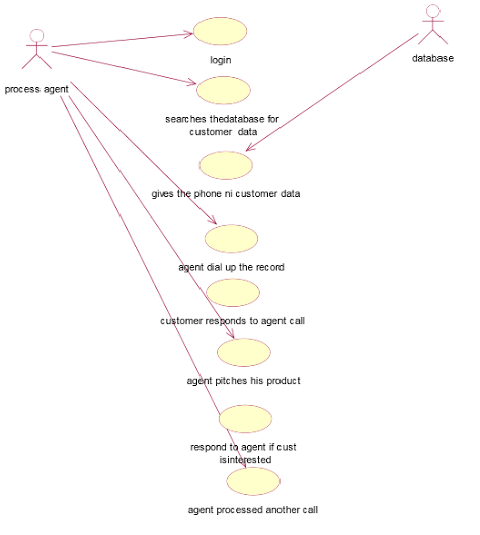 login
database
process agent
searches thedatabase for
customer data
gives the phone ni customer data
agent dial up the record
customer responds to agent call
agent pitches his product
respond to agent if cust
isinterested
agent processed another call